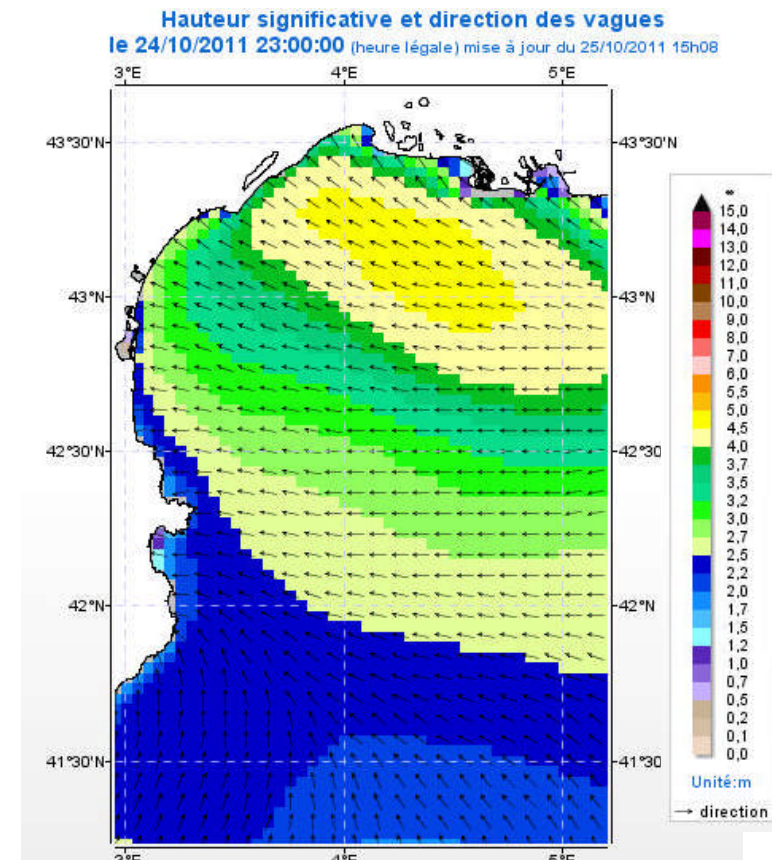 Hauteur significative et direction des vagues
le 24/10/2011 23:00:00 (heure légale) mise à jour du 25/10/2011 15h08
3°E 4°E 5°E
43°30'N 43°30'N
43°N 43°N
42°30'N 42°30'N
42°N 42°N
41°30'N 41°30'N
3°E 5°E
∞
15,0
14,0
13,0
12,0
11,0
10,0
9,0
8,0
7,0
6,0
5,5
5,0
4,5
4,0
3,7
3,5
3,2
3,0
2,7
2,5
2,2
2,0
1,7
1,5
1,2
1,0
0,7
0,5
0,2
0,1
0,0
Unité:m
→ direction